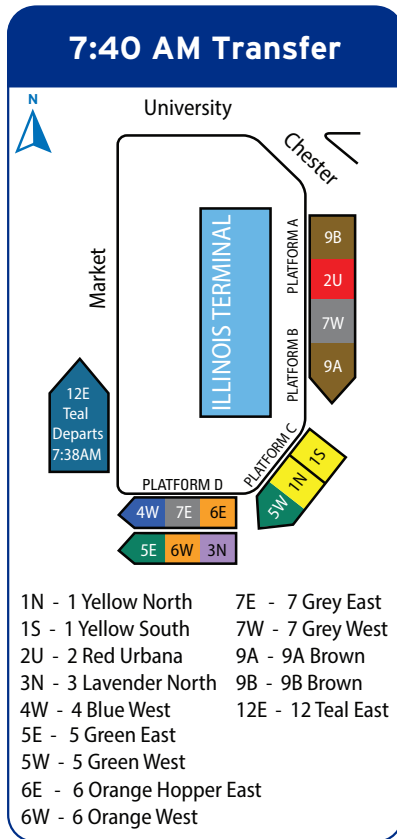 7:40 AM Transfer
N
University
Chester
Market
ILLINOIS TERMINAL
PLATFORM A
9B
2U
7W
9A
PLATFORM B
12E
Teal
Departs
7:38AM
PLATFORM C
1S
1N
5W
PLATFORM D
4W 7E 6E
5E 6W 3N
1N - 1 Yellow North
1S - 1 Yellow South
2U - 2 Red Urbana
3N - 3 Lavender North
4W - 4 Blue West
5E - 5 Green East
5W - 5 Green West
6E - 6 Orange Hopper East
6W - 6 Orange West
7E - 7 Grey East
7W - 7 Grey West
9A - 9A Brown
9B - 9B Brown
12E - 12 Teal East